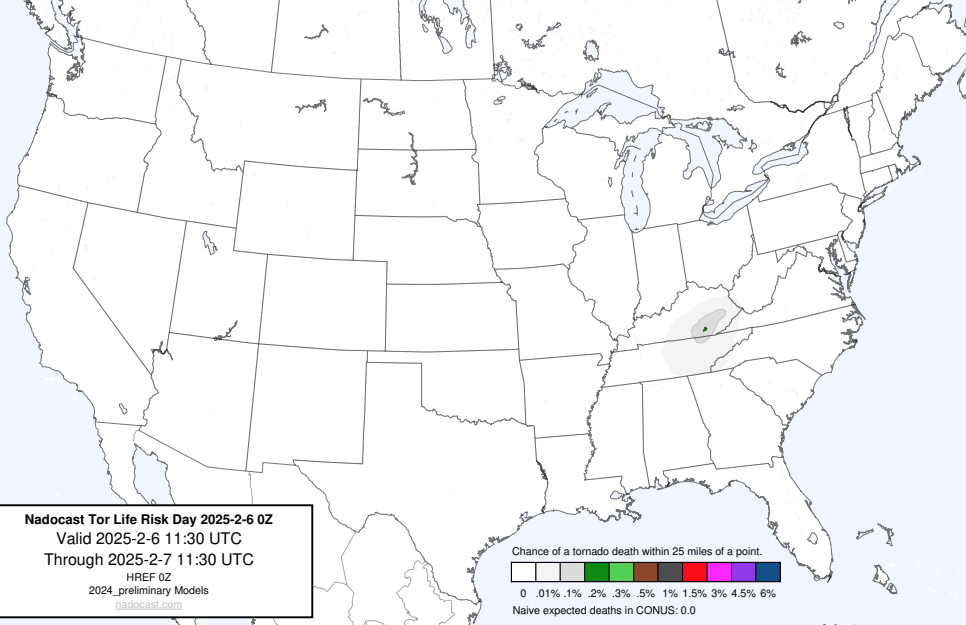 Nadocast Tor Life Risk Day 2025-2-6 0Z
Valid 2025-2-6 11:30 UTC
Through 2025-2-7 11:30 UTC
HREF 0Z
2024_preliminary Models
nadocast.com
Chance of a tornado death within 25 miles of a point.
0 .01% .1% .2% .3% .5% 1% 1.5% 3% 4.5% 6%
Naive expected deaths in CONUS: 0.0